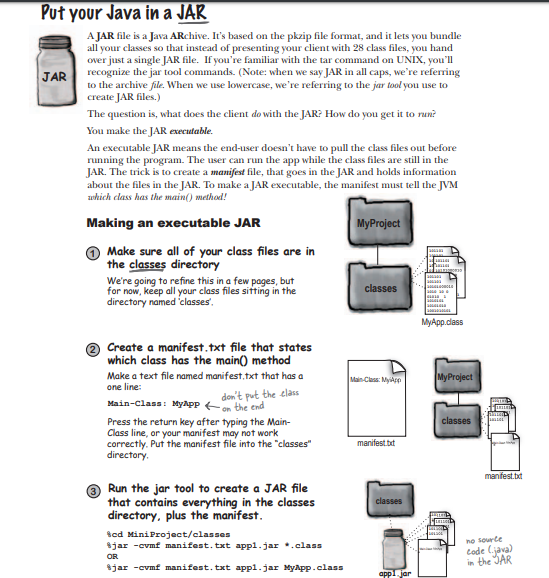 Put your Java in a JAR
A JAR file is a Java ARchive. It's based on the pkzip file format, and it lets you bundle
all your classes so that instead of presenting your client with 28 class files, you hand
over just a single JAR file. If you're familiar with the tar command on UNIX, you'll
recognize the jar tool commands. (Note: when we say JAR in all caps, we're referring
to the archive file. When we use lowercase, we're referring to the jar tool you use to
create JAR files.)
JAR
The question is, what does the client do with the JAR? How do you get it to run?
You make the JAR executable.
An executable JAR means the end-user doesn't have to pull the class files out before
running the program. The user can run the app while the class files are still in the
JAR. The trick is to create a manifest file, that goes in the JAR and holds information
about the files in the JAR. To make a JAR executable, the manifest must tell the JVM
which class has the main() method!
Making an executable JAR
1 Make sure all of your class files are in
the classes directory
We're going to refine this in a few pages, but
for now, keep all your class files sitting in the
directory named 'classes'.
MyProject
classes
MyApp.class
2 Create a manifest.txt file that states
which class has the main() method
Make a text file named manifest.txt that has a
one line:
Main-Class: MyApp
don't put the .class
on the end
Press the return key after typing the Main-
Class line, or your manifest may not work
correctly. Put the manifest file into the "classes"
directory.
Main-Class: MyApp
manifest.txt
MyProject
classes
manifest.txt
3 Run the jar tool to create a JAR file
that contains everything in the classes
directory, plus the manifest.
%cd MiniProject/classes
%jar -cvmf manifest.txt app1.jar *.class
OR
%jar -cvmf manifest.txt app1.jar MyApp.class
classes
app1.jar
no source
code (.java)
in the JAR